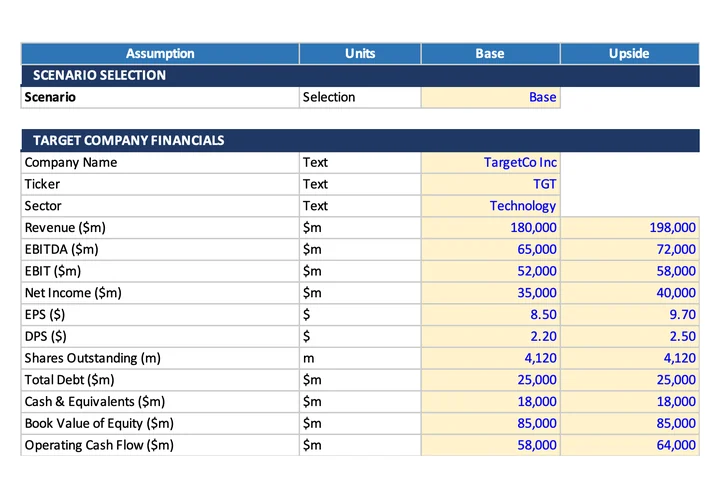 Assumption Units Base Upside
SCENARIO SELECTION
Scenario Selection Base
TARGET COMPANY FINANCIALS
Company Name Text TargetCo Inc
Ticker Text TGT
Sector Text Technology
Revenue ($m) $m 180,000 198,000
EBITDA ($m) $m 65,000 72,000
EBIT ($m) $m 52,000 58,000
Net Income ($m) $m 35,000 40,000
EPS ($) $ 8.50 9.70
DPS ($) $ 2.20 2.50
Shares Outstanding (m) m 4,120 4,120
Total Debt ($m) $m 25,000 25,000
Cash & Equivalents ($m) $m 18,000 18,000
Book Value of Equity ($m) $m 85,000 85,000
Operating Cash Flow ($m) $m 58,000 64,000